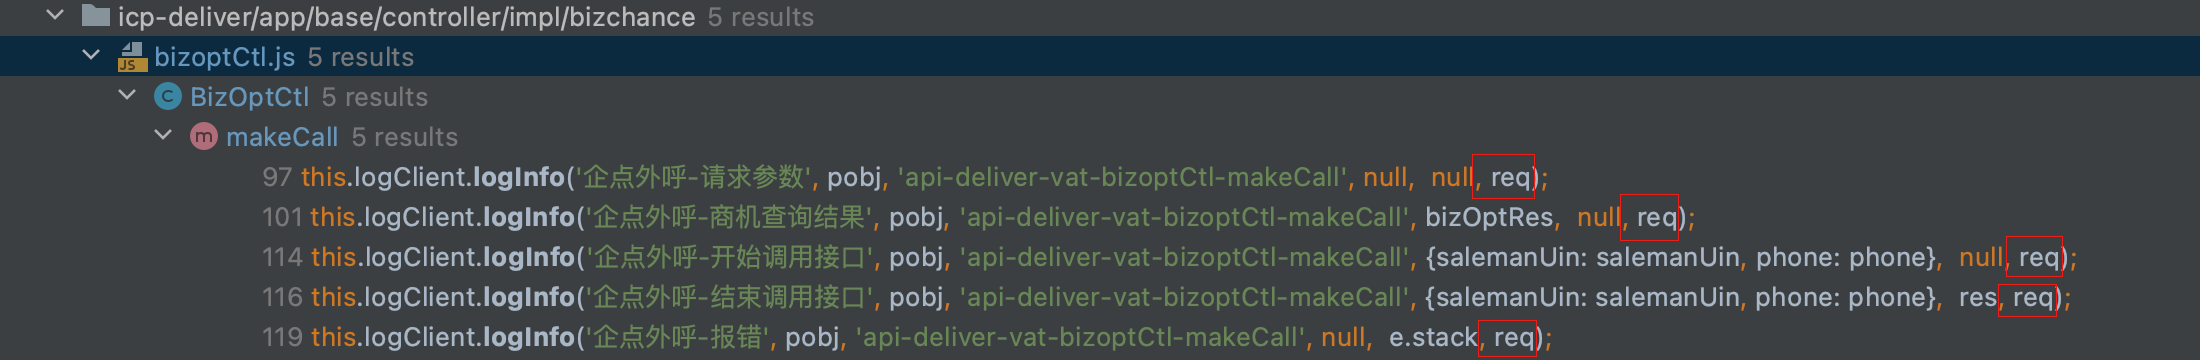 icp-deliver/app/base/controller/impl/bizchance 5 results
JS bizoptCtl.js 5 results
C BizOptCtl 5 results
m makeCall 5 results
97 this.logClient.logInfo('企点外呼-请求参数', pobj, 'api-deliver-vat-bizoptCtl-makeCall', null, null, req);
101 this.logClient.logInfo('企点外呼-商机查询结果', pobj, 'api-deliver-vat-bizoptCtl-makeCall', bizOptRes, null, req);
114 this.logClient.logInfo('企点外呼-开始调用接口', pobj, 'api-deliver-vat-bizoptCtl-makeCall', {salemanUin: salemanUin, phone: phone}, null, req);
116 this.logClient.logInfo('企点外呼-结束调用接口', pobj, 'api-deliver-vat-bizoptCtl-makeCall', {salemanUin: salemanUin, phone: phone}, res, req);
119 this.logClient.logInfo('企点外呼-报错', pobj, 'api-deliver-vat-bizoptCtl-makeCall', null, e.stack, req);